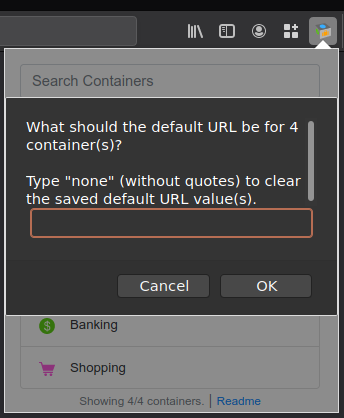 Search Containers
What should the default URL be for 4
container(s)?
Type "none" (without quotes) to clear
the saved default URL value(s).
Cancel
OK
Banking
Shopping
Showing 4/4 containers. | Readme